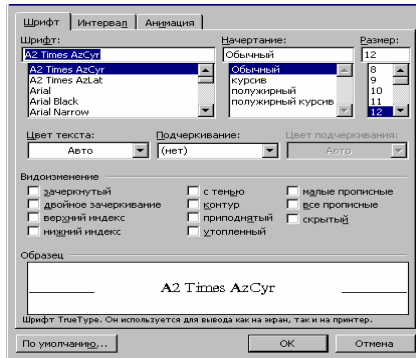 Шрифт Интервал Анимация
Шрифт: Начертание: Размер:
A2 Times AzCyr Обычный 12
A2 Times AzCyr Обычный 8
A2 Times AzLat курсив 9
Arial полужирный 10
Arial Black полужирный курсив 11
Arial Narrow 12
Цвет текста: Подчеркивание: Цвет подчеркивания:
Авто (нет) Авто
Видоизменение
зачеркнутый с тенью малые прописные
двойное зачеркивание контур все прописные
верхний индекс приподнятый скрытый
нижний индекс утопленный
Образец
A2 Times AzCyr
Шрифт TrueType. Он используется для вывода как на экран, так и на принтер.
По умолчанию... ОК Отмена